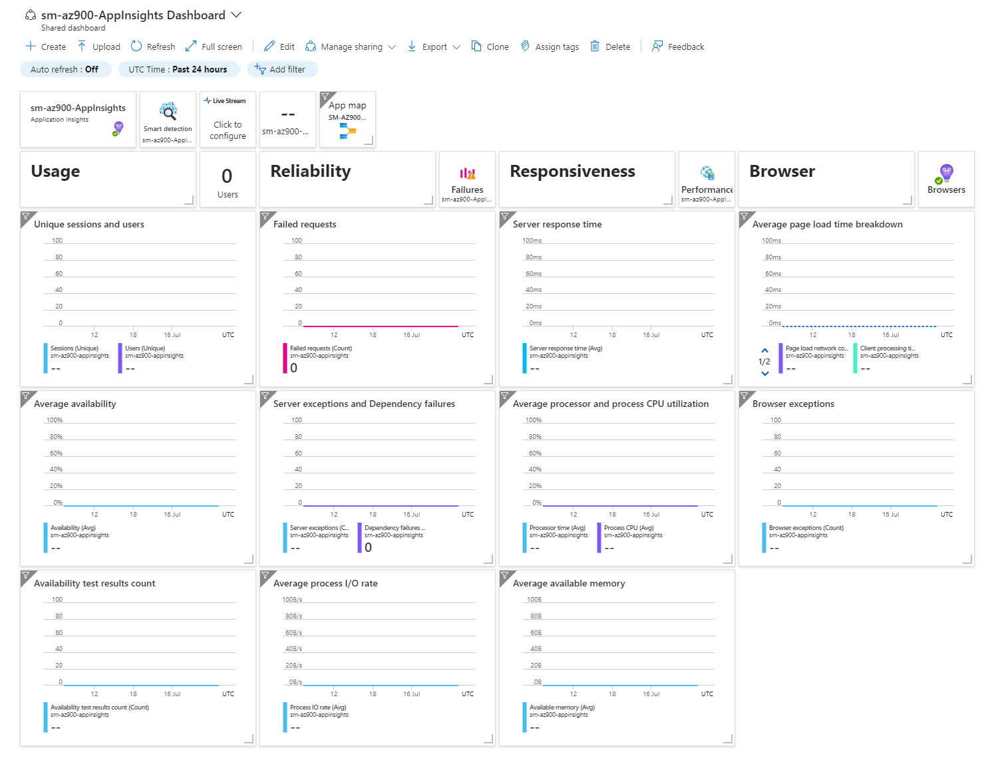 sm-az900-AppInsights Dashboard
Shared dashboard
Create Upload Refresh Full screen Edit Manage sharing Export Clone Assign tags Delete Feedback
Auto refresh : Off UTC Time : Past 24 hours Add filter
sm-az900-AppInsights
Application Insights
Smart detection
sm-az900-Appl...
Live Stream
Click to
configure
--
sm-az900-...
App map
SM-AZ900...
Usage
0
Users
Reliability
Failures
sm-az900-Appl...
Responsiveness
Performance
sm-az900-Appl...
Browser
Browsers
Unique sessions and users
100
80
60
40
20
0
12 18 16 Jul UTC
Sessions (Unique) Users (Unique)
sm-az900-appinsights sm-az900-appinsights
-- --
Failed requests
100
80
60
40
20
0
12 18 16 Jul UTC
Failed requests (Count)
sm-az900-appinsights
0
Server response time
100ms
80ms
60ms
40ms
20ms
0ms
12 18 16 Jul UTC
Server response time (Avg)
sm-az900-appinsights
--
Average page load time breakdown
100ms
80ms
60ms
40ms
20ms
0ms
12 18 16 Jul UTC
1/2
Page load network co... Client processing ti...
sm-az900-appinsights sm-az900-appinsights
-- --
Average availability
100%
80%
60%
40%
20%
0%
12 18 16 Jul UTC
Availability (Avg)
sm-az900-appinsights
--
Server exceptions and Dependency failures
100
80
60
40
20
0
12 18 16 Jul UTC
Server exceptions (C... Dependency failures ...
sm-az900-appinsights sm-az900-appinsights
-- 0
Average processor and process CPU utilization
100%
80%
60%
40%
20%
0%
12 18 16 Jul UTC
Processor time (Avg) Process CPU (Avg)
sm-az900-appinsights sm-az900-appinsights
-- --
Browser exceptions
100
80
60
40
20
0
12 18 16 Jul UTC
Browser exceptions (Count)
sm-az900-appinsights
--
Availability test results count
100
80
60
40
20
0
12 18 16 Jul UTC
Availability test results count (Count)
sm-az900-appinsights
--
Average process I/O rate
100B/s
80B/s
60B/s
40B/s
20B/s
0B/s
12 18 16 Jul UTC
Process IO rate (Avg)
sm-az900-appinsights
--
Average available memory
100B
80B
60B
40B
20B
0B
12 18 16 Jul UTC
Available memory (Avg)
sm-az900-appinsights
--